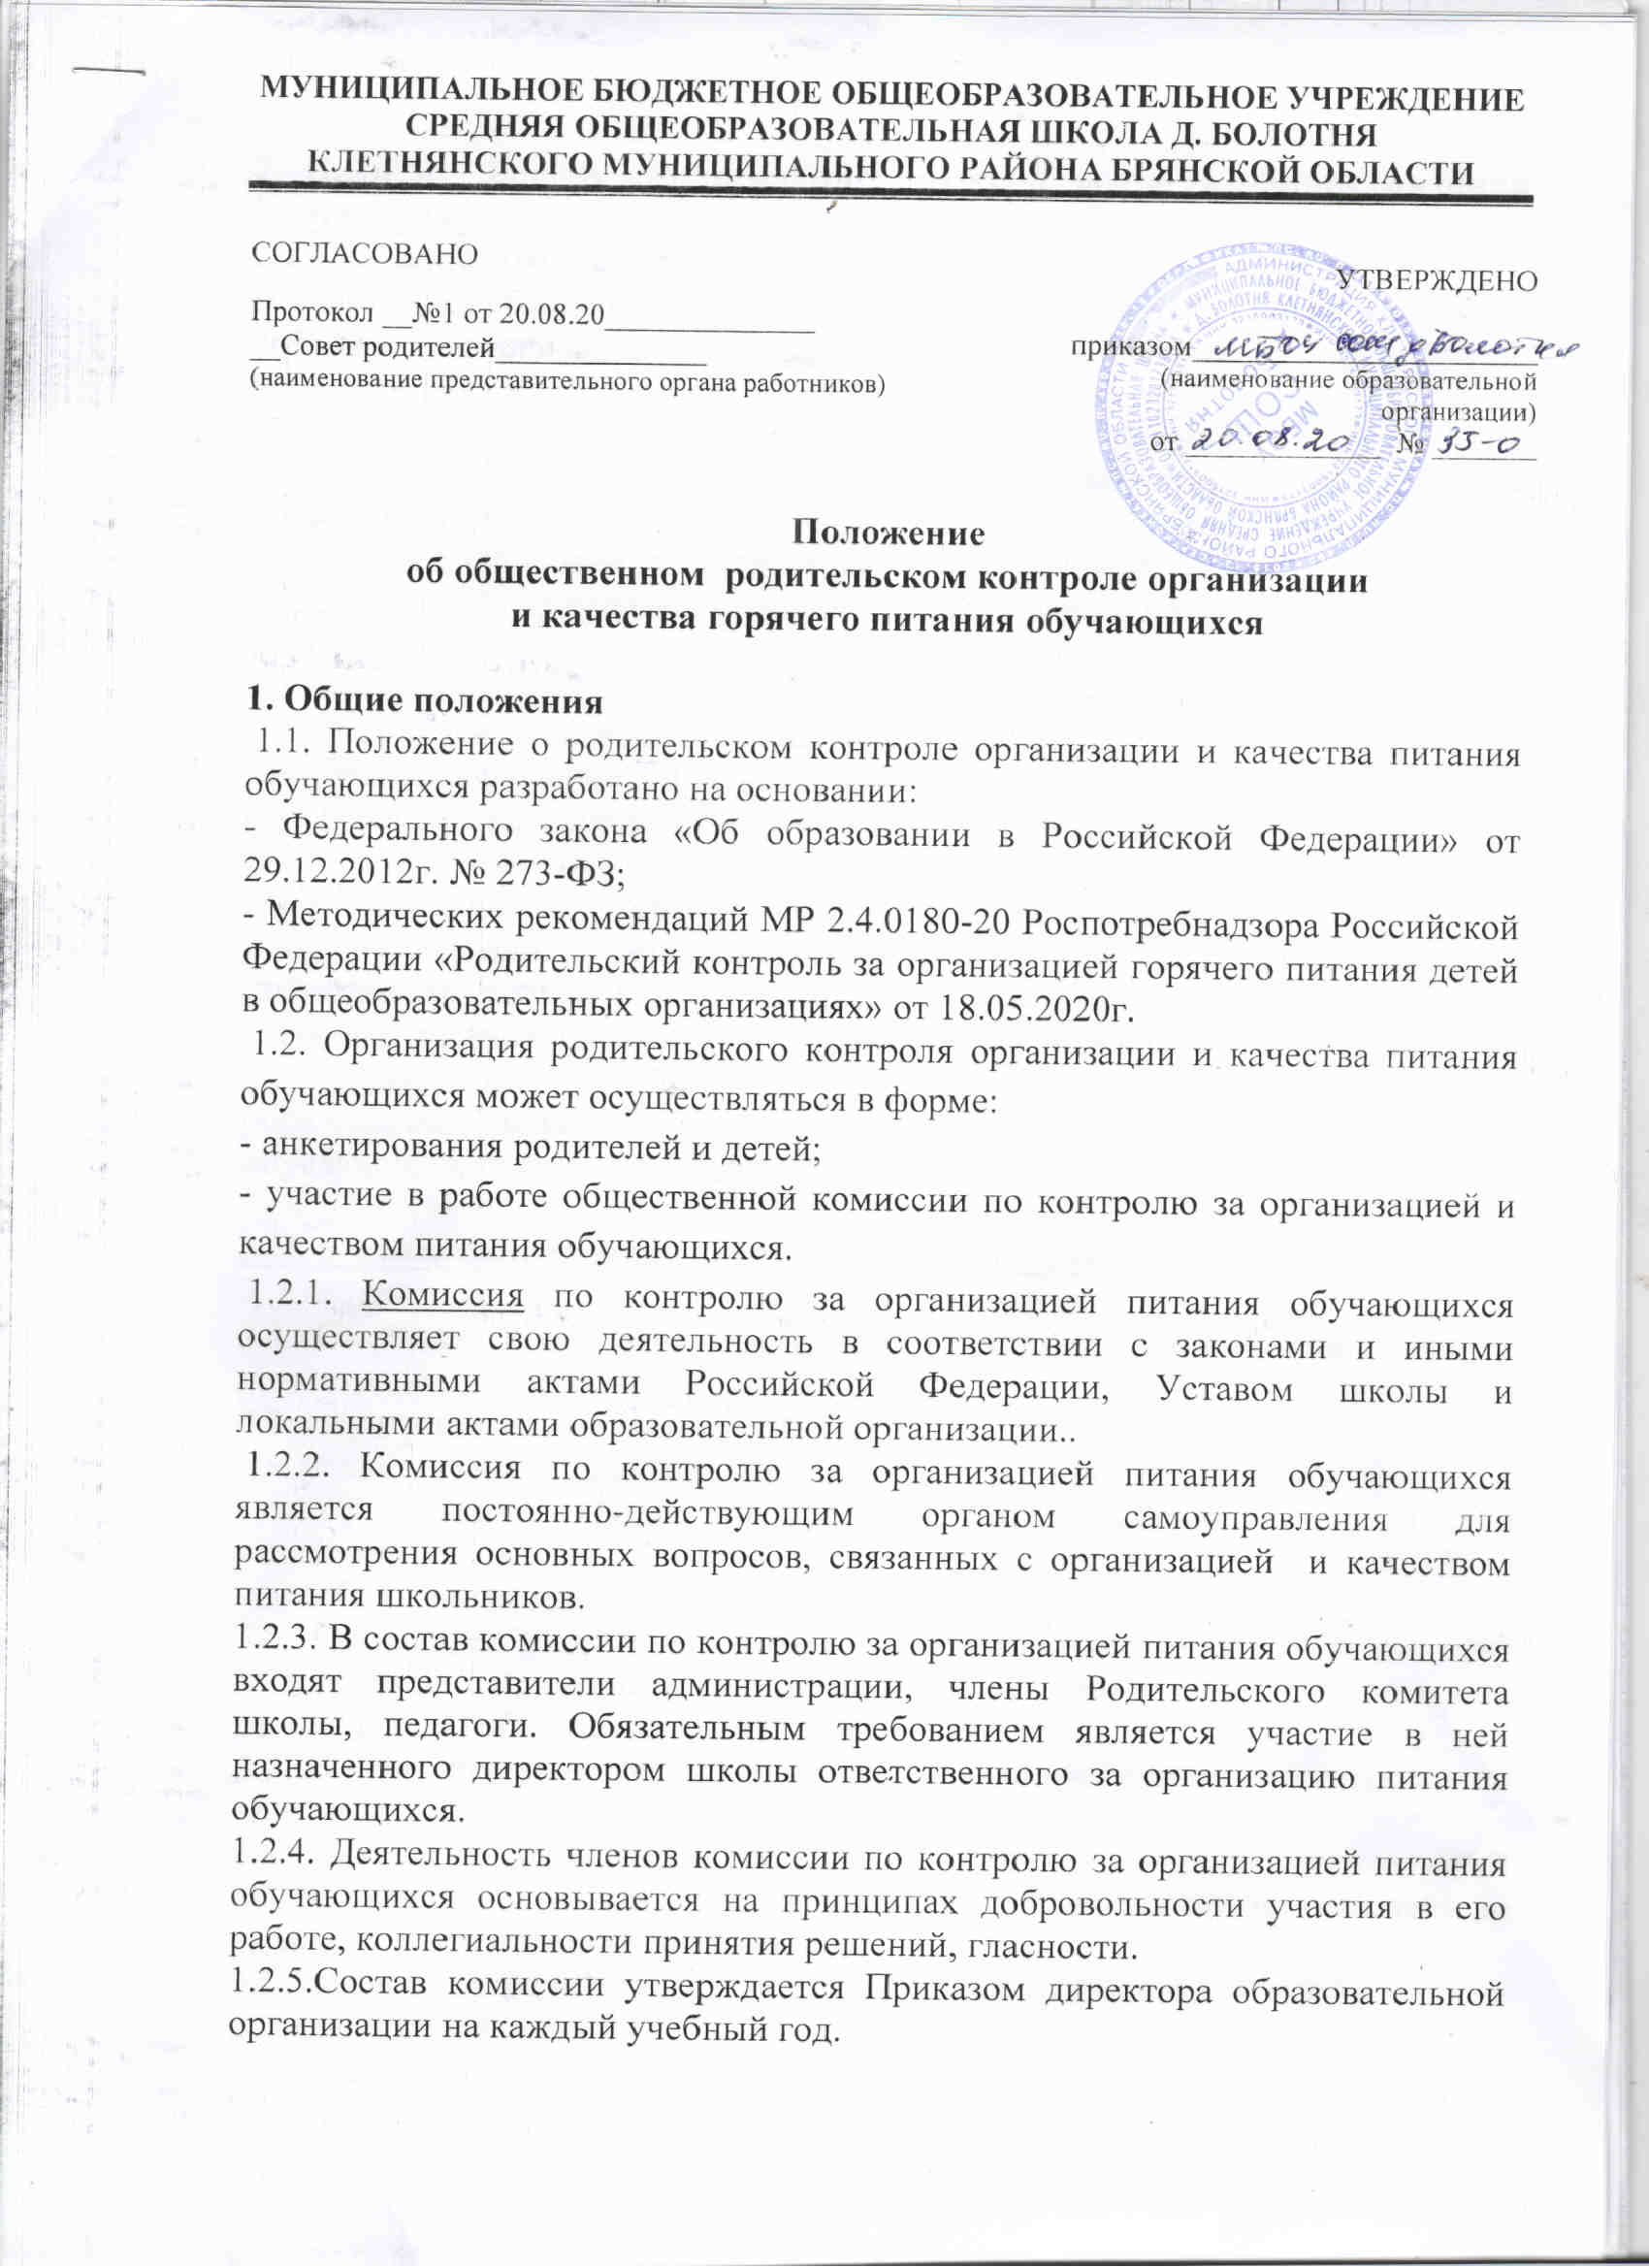 МУНИЦИПАЛЬНОЕ БЮДЖЕТНОЕ ОБЩЕОБРАЗОВАТЕЛЬНОЕ УЧРЕЖДЕНИЕ
СРЕДНЯЯ ОБЩЕОБРАЗОВАТЕЛЬНАЯ ШКОЛА Д. БОЛОТНЯ
КЛЕТНЯНСКОГО МУНИЦИПАЛЬНОГО РАЙОНА БРЯНСКОЙ ОБЛАСТИ
СОГЛАСОВАНО
Протокол __№1 от 20.08.20_______________
__Совет родителей_______________
(наименование представительного органа работников)
УТВЕРЖДЕНО
приказом МБОУ СОШ д Болотня
(наименование образовательной
организации)
от 20.08.20 № 35-О
Положение
об общественном родительском контроле организации
и качества горячего питания обучающихся
1. Общие положения
1.1. Положение о родительском контроле организации и качества питания
обучающихся разработано на основании:
- Федерального закона «Об образовании в Российской Федерации» от
29.12.2012г. № 273-ФЗ;
- Методических рекомендаций МР 2.4.0180-20 Роспотребнадзора Российской
Федерации «Родительский контроль за организацией горячего питания детей
в общеобразовательных организациях» от 18.05.2020г.
1.2. Организация родительского контроля организации и качества питания
обучающихся может осуществляться в форме:
- анкетирования родителей и детей;
- участие в работе общественной комиссии по контролю за организацией и
качеством питания обучающихся.
1.2.1. Комиссия по контролю за организацией питания обучающихся
осуществляет свою деятельность в соответствии с законами и иными
нормативными актами Российской Федерации, Уставом школы и
локальными актами образовательной организации..
1.2.2. Комиссия по контролю за организацией питания обучающихся
является постоянно-действующим органом самоуправления для
рассмотрения основных вопросов, связанных с организацией и качеством
питания школьников.
1.2.3. В состав комиссии по контролю за организацией питания обучающихся
входят представители администрации, члены Родительского комитета
школы, педагоги. Обязательным требованием является участие в ней
назначенного директором школы ответственного за организацию питания
обучающихся.
1.2.4. Деятельность членов комиссии по контролю за организацией питания
обучающихся основывается на принципах добровольности участия в его
работе, коллегиальности принятия решений, гласности.
1.2.5.Состав комиссии утверждается Приказом директора образовательной
организации на каждый учебный год.